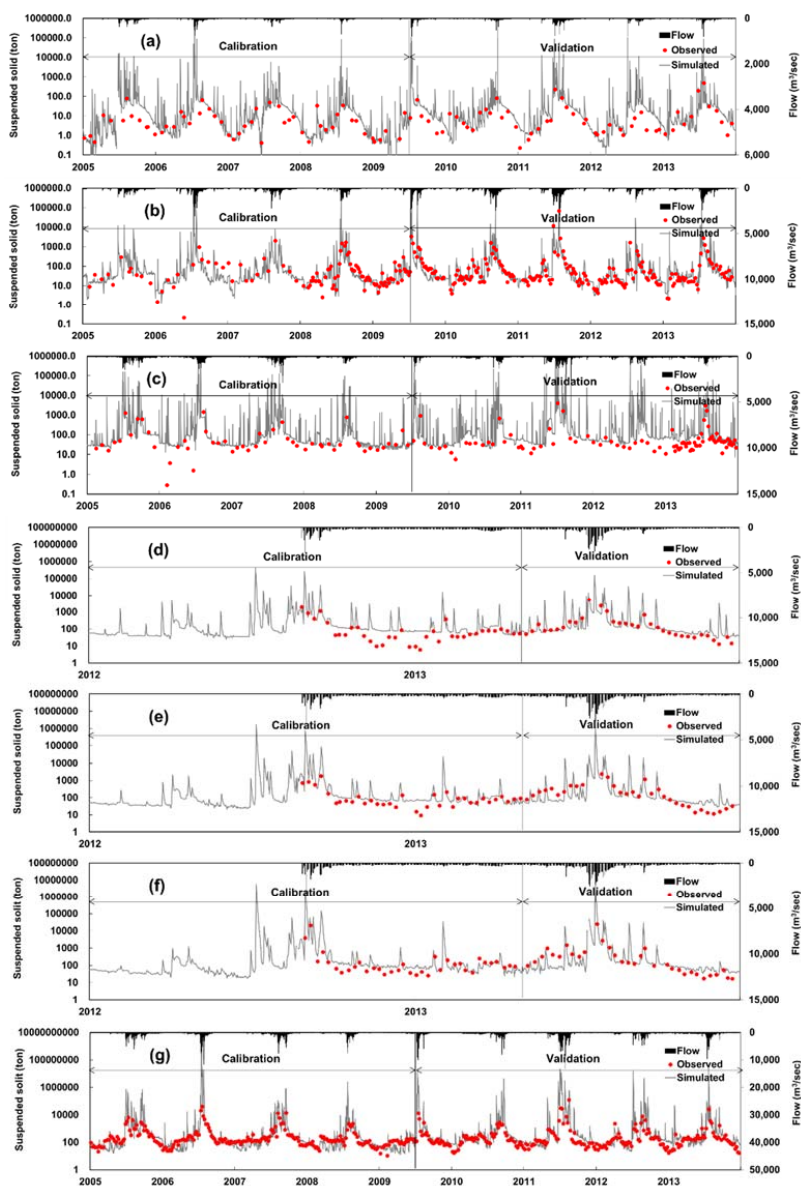 1000000.0
100000.0
10000.0
1000.0
100.0
10.0
1.0
0.1
Suspended solid (ton)
(a)
Calibration
Validation
Flow
Observed
Simulated
0
1,000
2,000
3,000
4,000
5,000
6,000
Flow (m³/sec)
2005 2006 2007 2008 2009 2010 2011 2012 2013
1000000.0
100000.0
10000.0
1000.0
100.0
10.0
1.0
0.1
Suspended solid (ton)
(b)
Calibration
Validation
Flow
Observed
Simulated
0
5,000
10,000
15,000
Flow (m³/sec)
2005 2006 2007 2008 2009 2010 2011 2012 2013
1000000.0
100000.0
10000.0
1000.0
100.0
10.0
1.0
0.1
Suspended solid (ton)
(c)
Calibration
Validation
Flow
Observed
Simulated
0
5,000
10,000
15,000
Flow (m³/sec)
2005 2006 2007 2008 2009 2010 2011 2012 2013
100000000
10000000
1000000
100000
10000
1000
100
1
Suspended solid (ton)
(d)
Calibration
Validation
Flow
Observed
Simulated
0
5,000
10,000
15,000
Flow (m³/sec)
2012 2013
100000000
10000000
1000000
100000
10000
1000
100
1
Suspended solid (ton)
(e)
Calibration
Validation
Flow
Observed
Simulated
0
5,000
10,000
15,000
Flow (m³/sec)
2012 2013
100000000
10000000
1000000
100000
10000
1000
100
1
Suspended solit (ton)
(f)
Calibration
Validation
Flow
Observed
Simulated
0
5,000
10,000
15,000
Flow (m³/sec)
2012 2013
10000000000
100000000
1000000
10000
100
1
Suspended solit (ton)
(g)
Calibration
Validation
Flow
Observed
Simulated
0
10,000
20,000
30,000
40,000
50,000
Flow (m³/sec)
2005 2006 2007 2008 2009 2010 2011 2012 2013